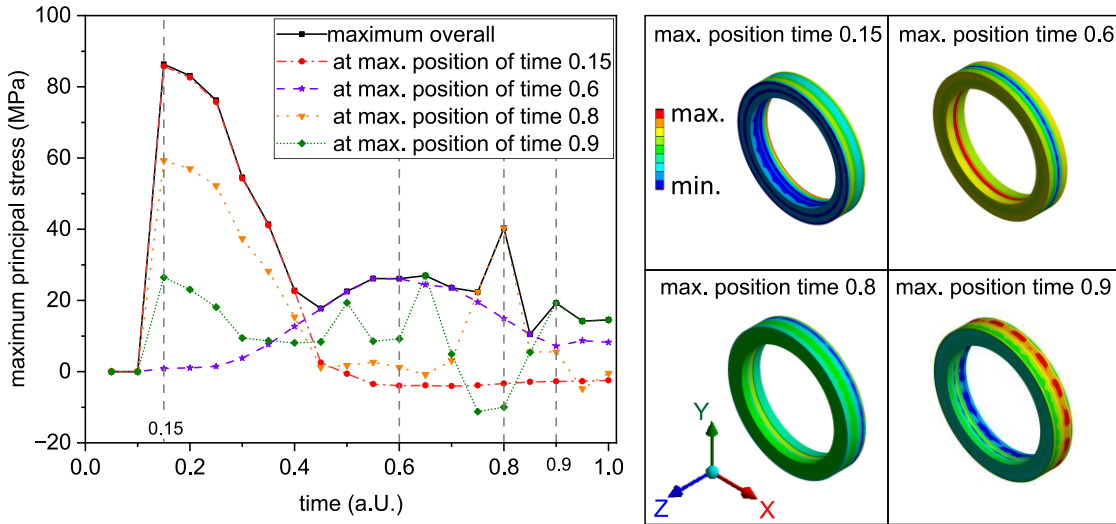 maximum principal stress (MPa)
100
80
60
40
20
0
−20
maximum overall
at max. position of time 0.15
at max. position of time 0.6
at max. position of time 0.8
at max. position of time 0.9
0.15
0.9
0.0
0.2
0.4
0.6
0.8
1.0
time (a.U.)
max. position time 0.15
max.
min.
max. position time 0.6
max. position time 0.8
Y
Z
X
max. position time 0.9